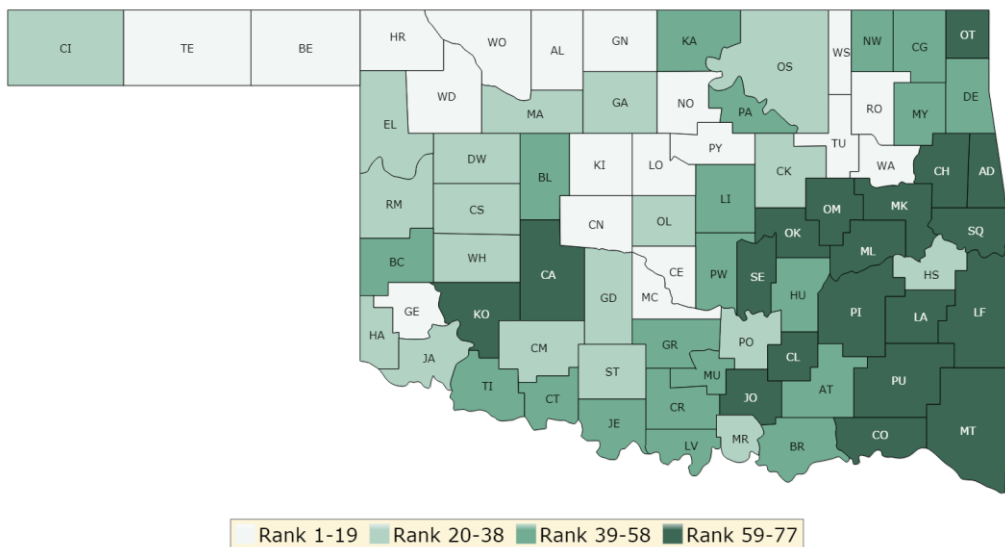 CI TE BE HR WO AL GN KA OS WS NW CG OT
WD MA GA NO PA RO MY DE
EL DW BL KI LO PY CK TU WA CH AD
RM CS CN OL LI OM MK SQ
BC WH CA CE PW OK ML HS
SE HU
GE KO GD MC PI LA LF
HA JA CM GR PO CL
TI CT ST MU JO AT PU MT
JE CR MR BR CO
LV
Rank 1-19 Rank 20-38 Rank 39-58 Rank 59-77